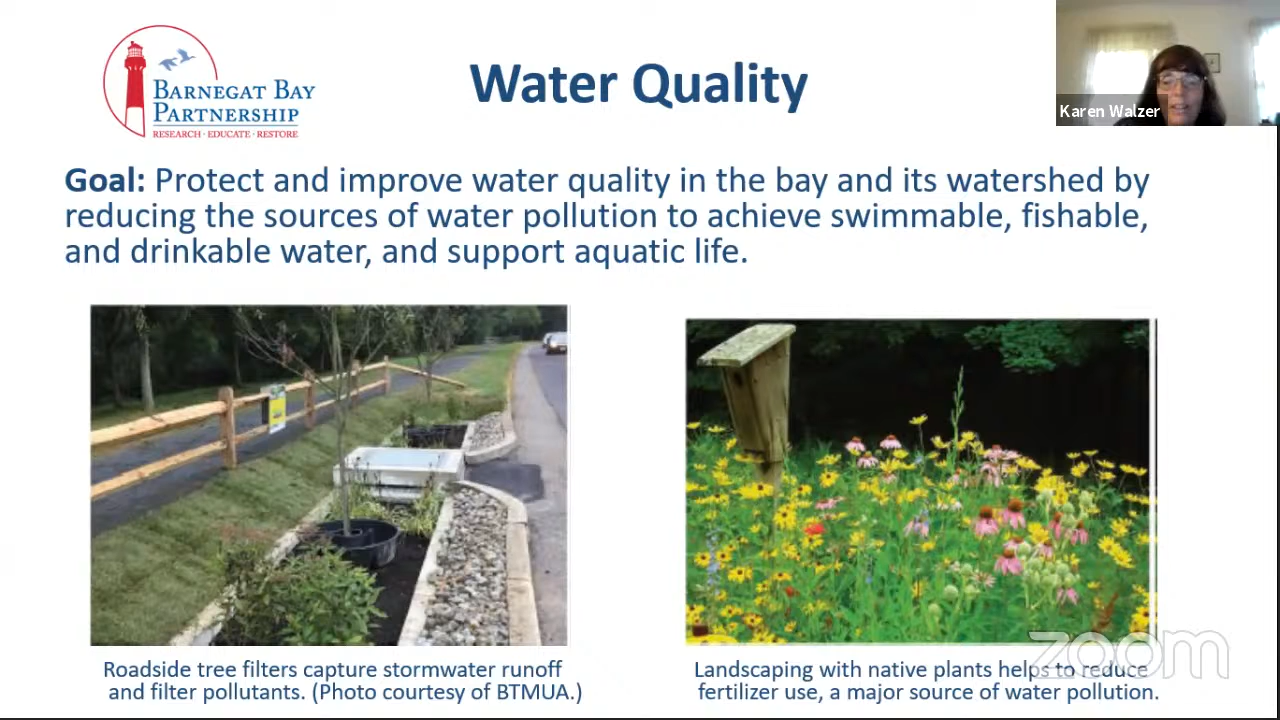 BARNEGAT BAY
PARTNERSHIP
RESEARCH · EDUCATE · RESTORE
Water Quality
Karen Walzer
Goal: Protect and improve water quality in the bay and its watershed by
reducing the sources of water pollution to achieve swimmable, fishable,
and drinkable water, and support aquatic life.
Roadside tree filters capture stormwater runoff
and filter pollutants. (Photo courtesy of BTMUA.)
Landscaping with native plants helps to reduce
fertilizer use, a major source of water pollution.
zoom